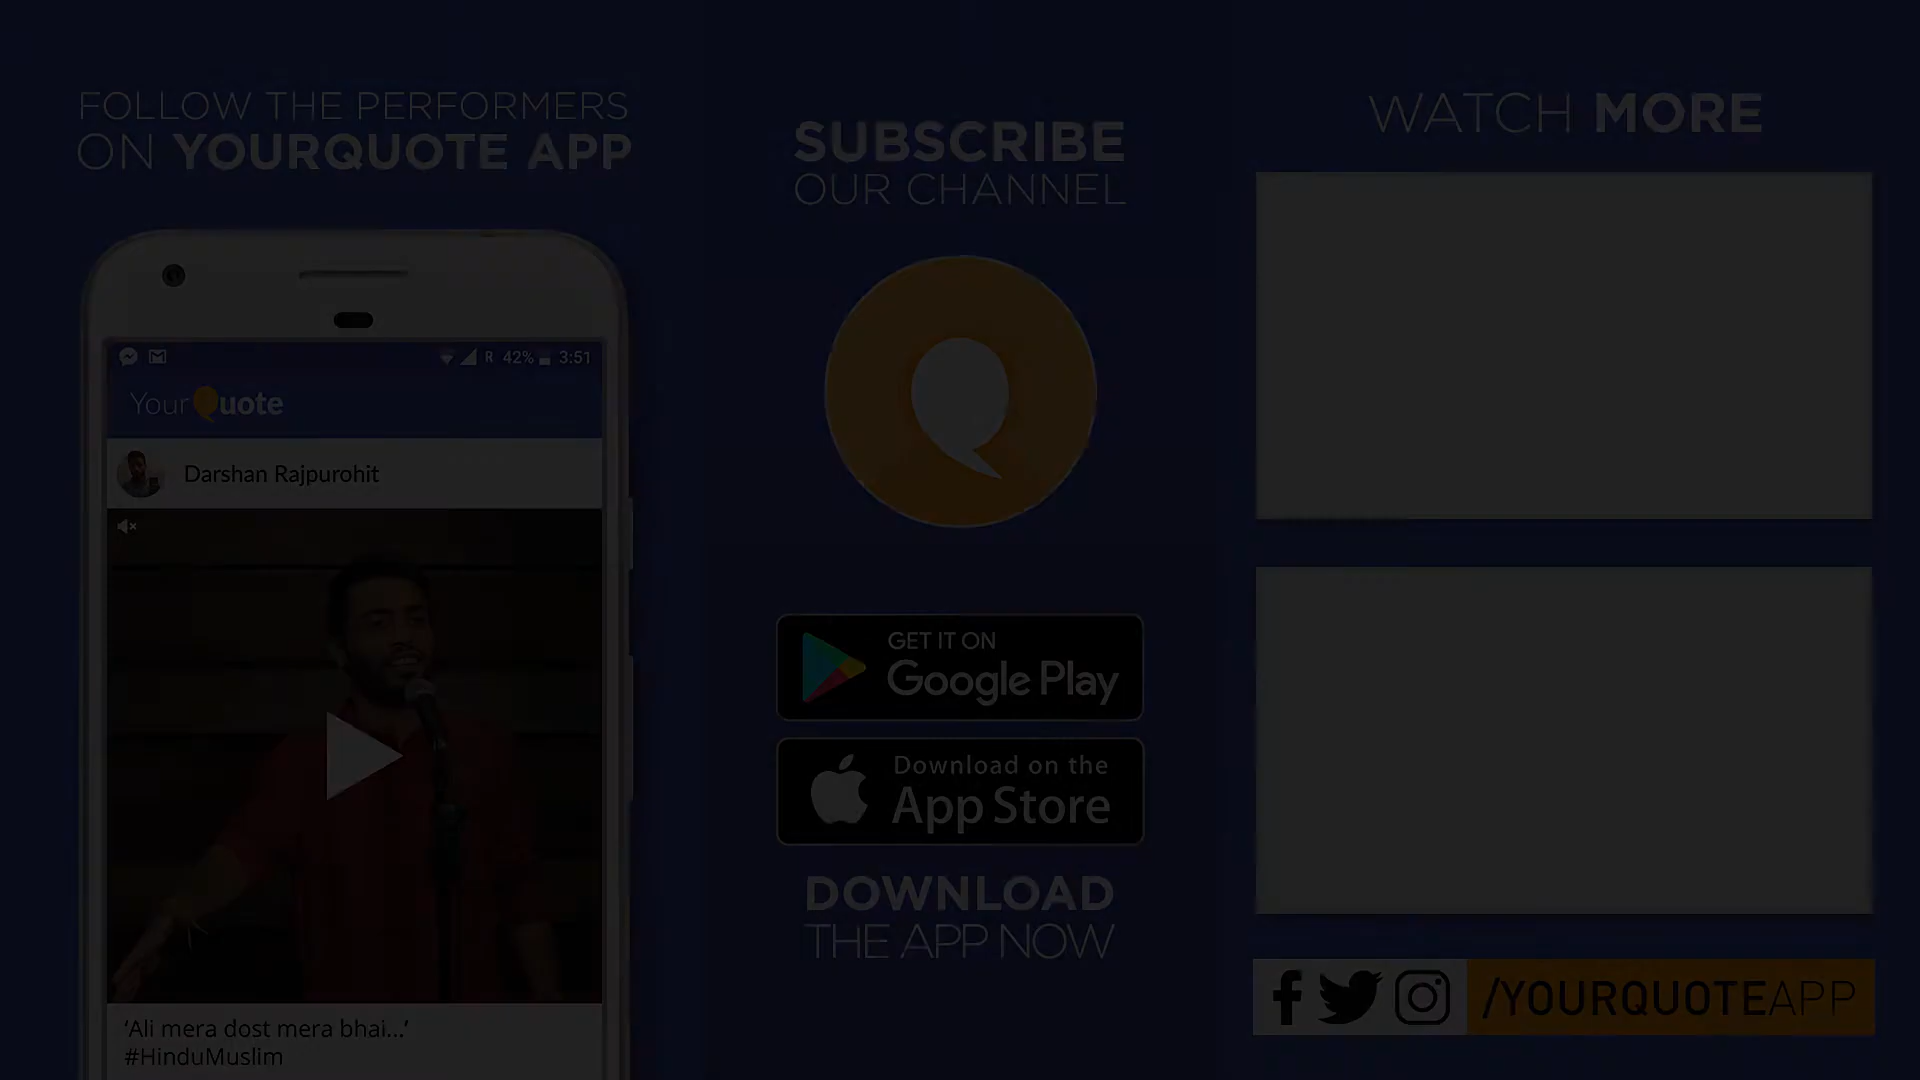 FOLLOW THE PERFORMERS
ON YOURQUOTE APP
R 42% 3:51
YourQuote
Darshan Rajpurohit
‘Ali mera dost mera bhai...’
#HinduMuslim
SUBSCRIBE
OUR CHANNEL
GET IT ON
Google Play
Download on the
App Store
DOWNLOAD
THE APP NOW
WATCH MORE
/YOURQUOTEAPP